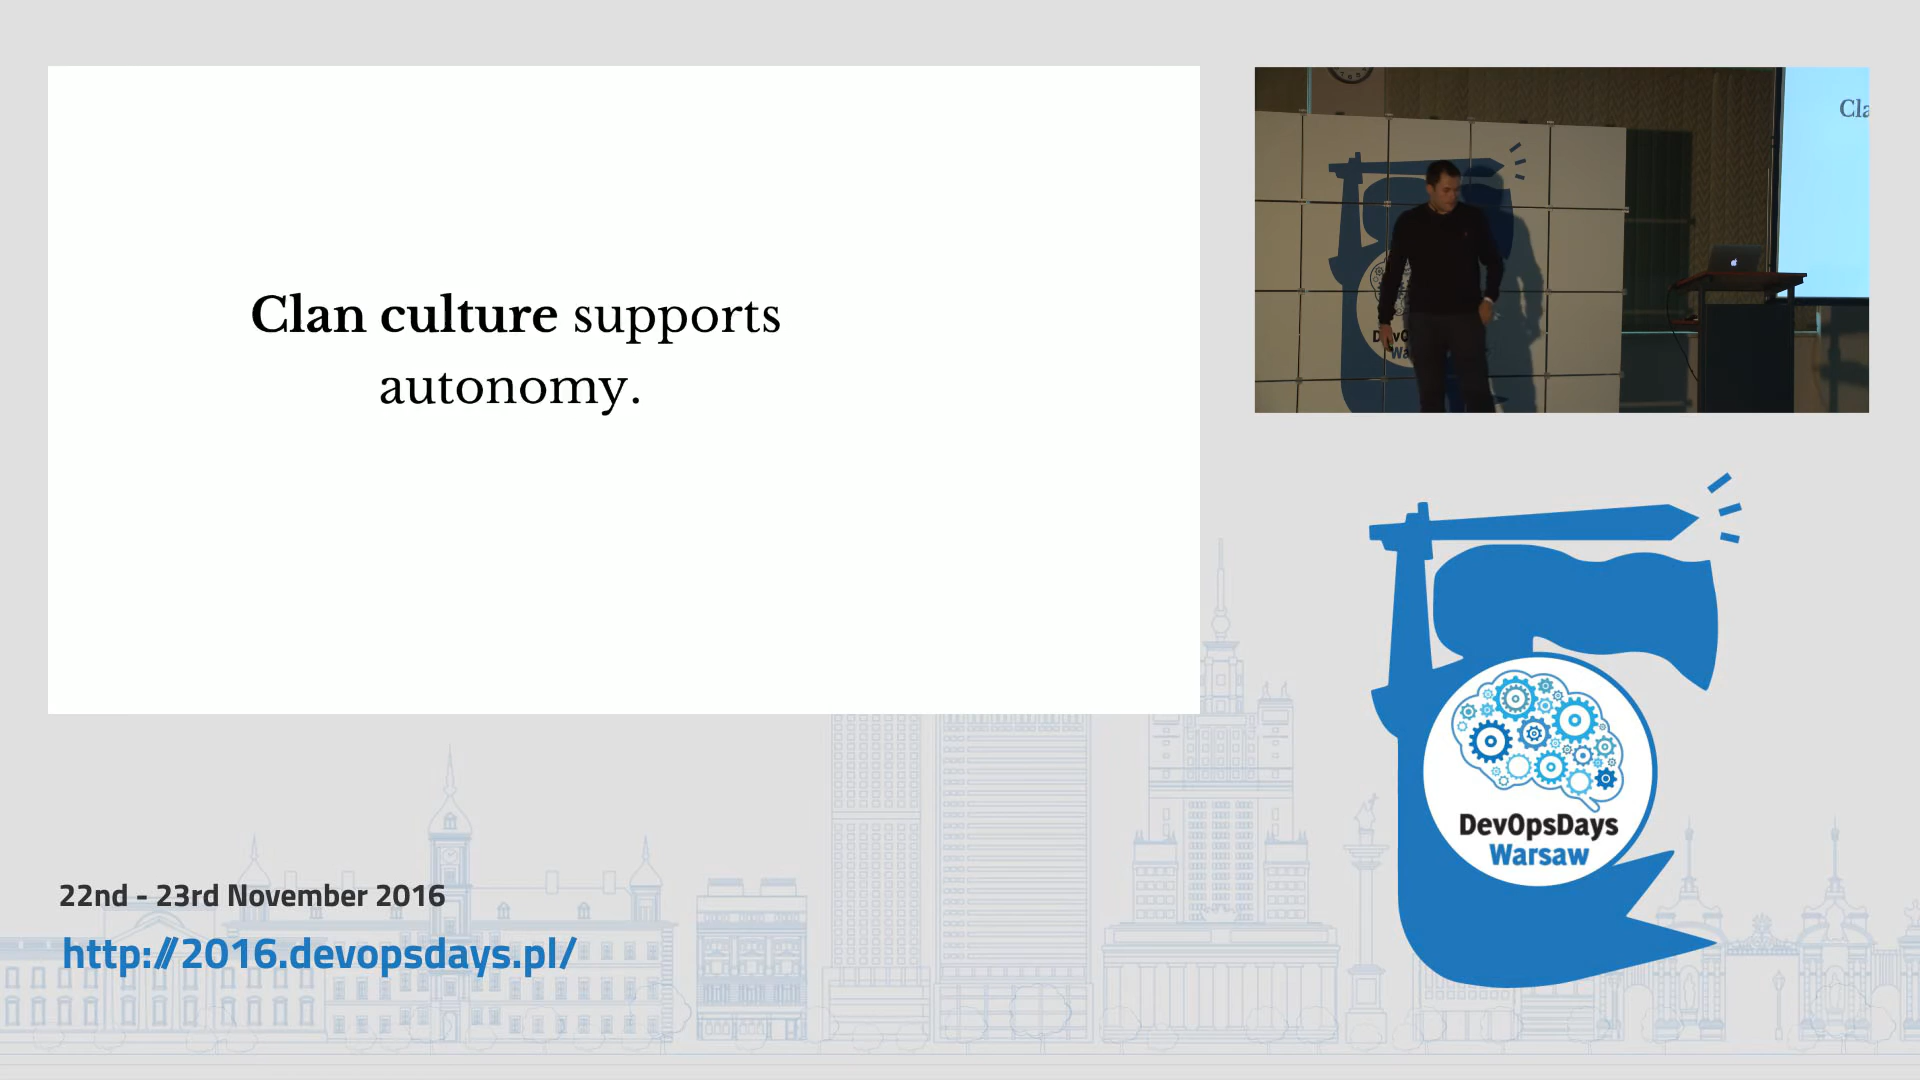 Clan culture supports
autonomy.
Cla
DevOpsDays
Warsaw
22nd - 23rd November 2016
http://2016.devopsdays.pl/